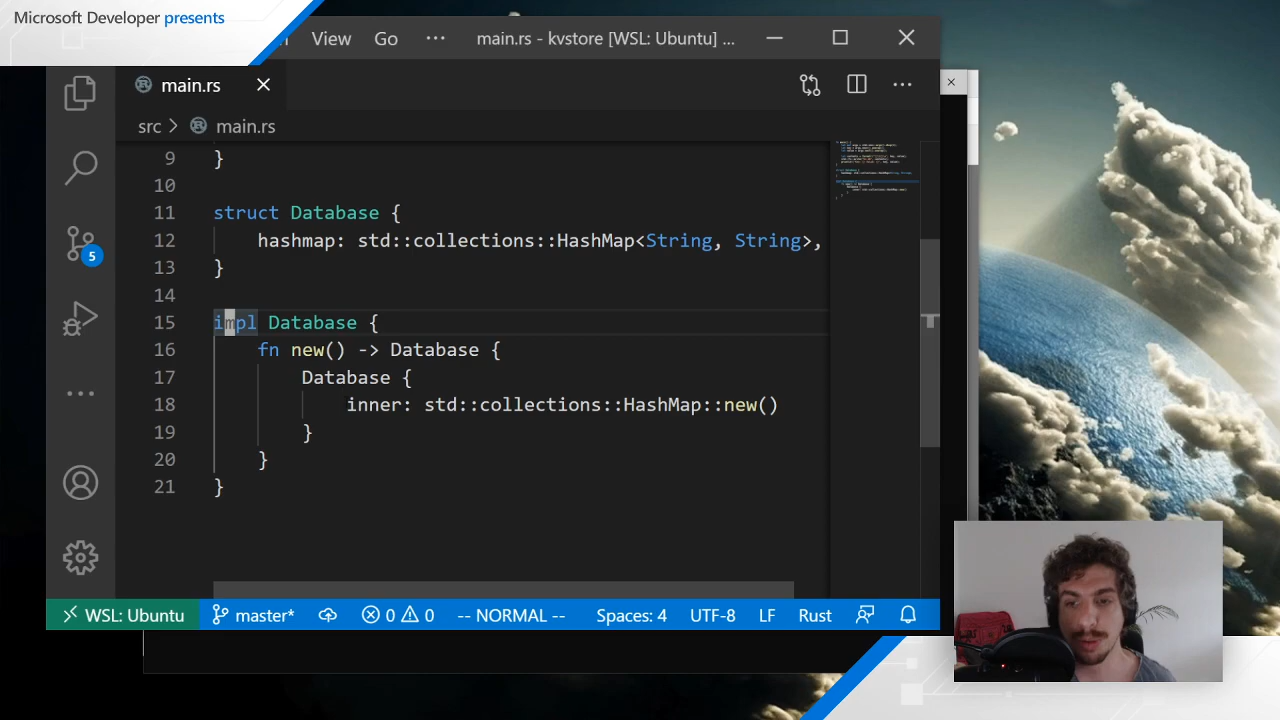 Microsoft Developer presents
View Go ··· main.rs - kvstore [WSL: Ubuntu] ...
main.rs
src > main.rs
9 }
10
11 struct Database {
12 hashmap: std::collections::HashMap<String, String>,
13 }
14
15 impl Database {
16 fn new() -> Database {
17 Database {
18 inner: std::collections::HashMap::new()
19 }
20 }
21 }
5
WSL: Ubuntu master* 0 0 -- NORMAL -- Spaces: 4 UTF-8 LF Rust